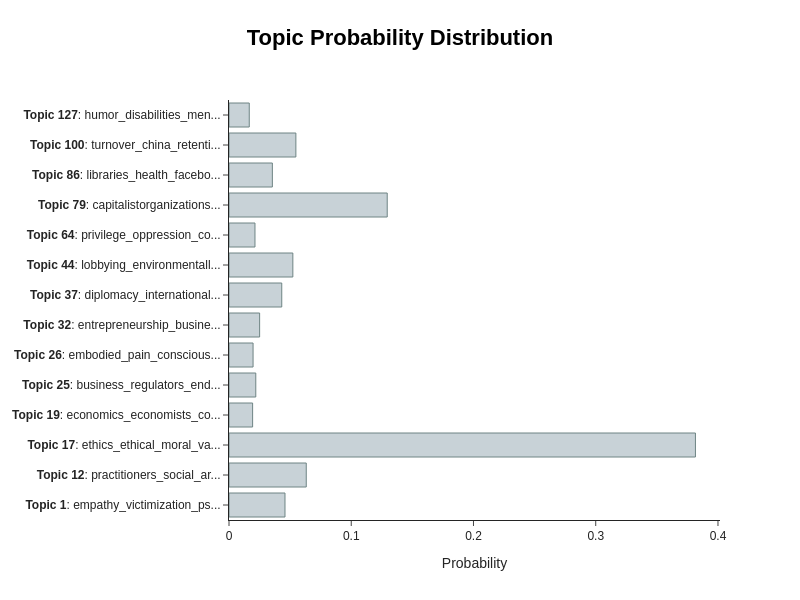 Topic Probability Distribution
Topic 127: humor_disabilities_men...
Topic 100: turnover_china_retenti...
Topic 86: libraries_health_facebo...
Topic 79: capitalistorganizations...
Topic 64: privilege_oppression_co...
Topic 44: lobbying_environmentall...
Topic 37: diplomacy_international...
Topic 32: entrepreneurship_busine...
Topic 26: embodied_pain_conscious...
Topic 25: business_regulators_end...
Topic 19: economics_economists_co...
Topic 17: ethics_ethical_moral_va...
Topic 12: practitioners_social_ar...
Topic 1: empathy_victimization_ps...
0 0.1 0.2 0.3 0.4
Probability